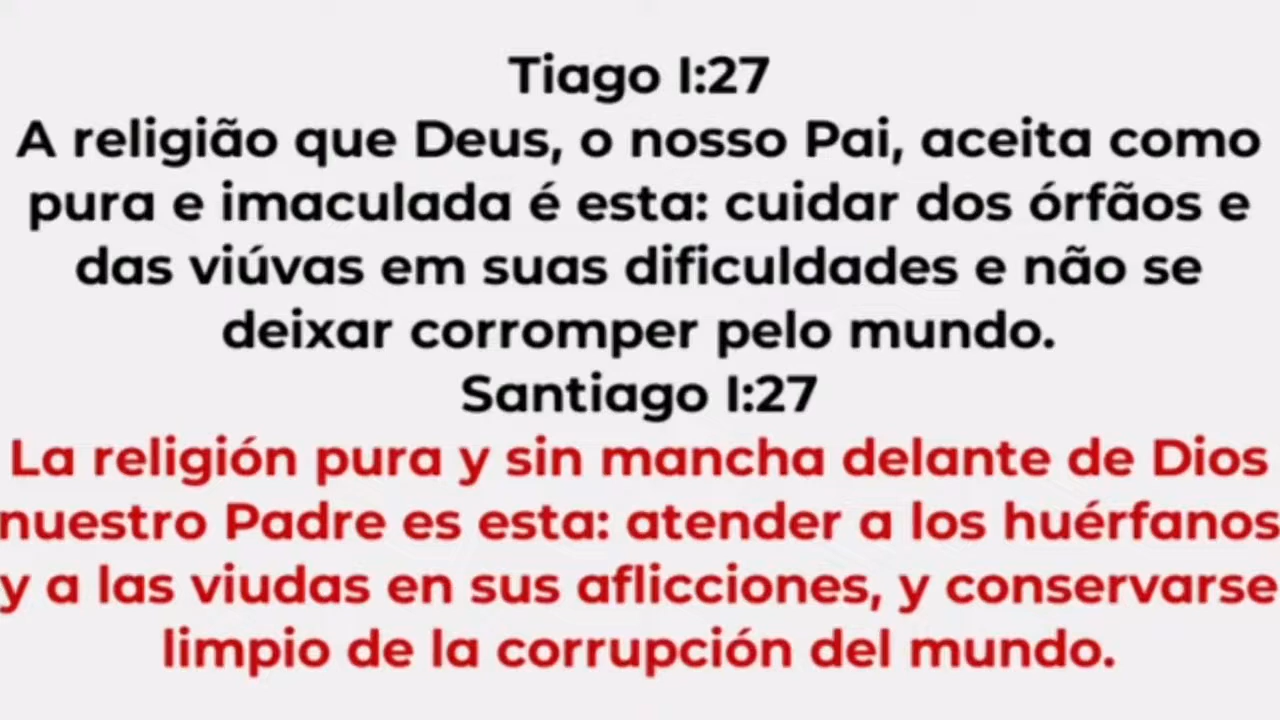 Tiago I:27
A religião que Deus, o nosso Pai, aceita como
pura e imaculada é esta: cuidar dos órfãos e
das viúvas em suas dificuldades e não se
deixar corromper pelo mundo.
Santiago I:27
La religión pura y sin mancha delante de Dios
nuestro Padre es esta: atender a los huérfanos
y a las viudas en sus aflicciones, y conservarse
limpio de la corrupción del mundo.